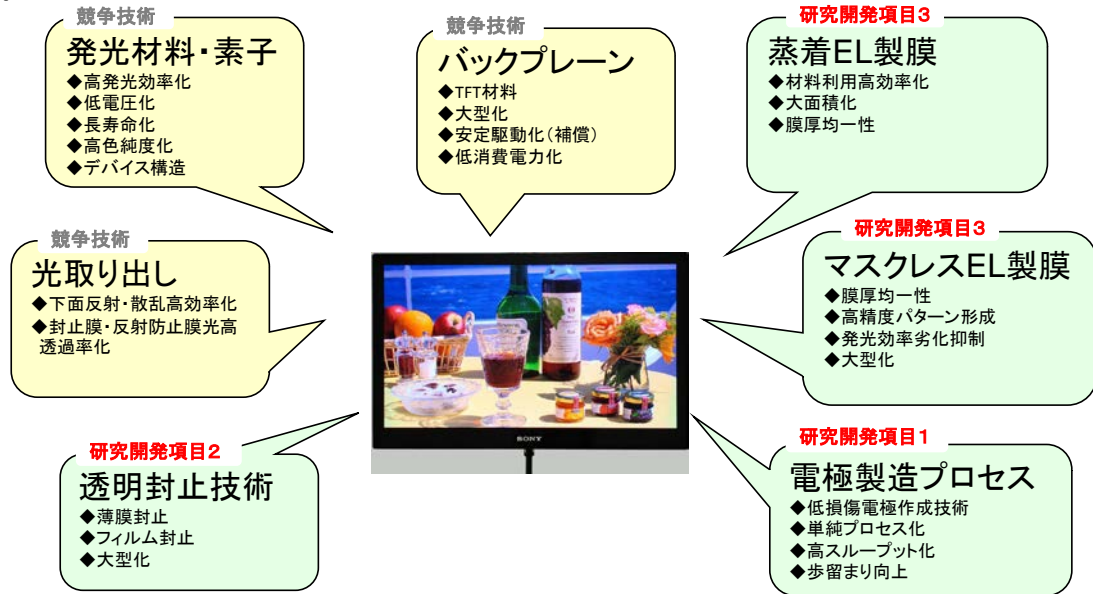 競争技術
発光材料・素子
◆高発光効率化
◆低電圧化
◆長寿命化
◆高色純度化
◆デバイス構造
競争技術
バックプレーン
◆TFT材料
◆大型化
◆安定駆動化(補償)
◆低消費電力化
研究開発項目3
蒸着EL製膜
◆材料利用高効率化
◆大面積化
◆膜厚均一性
競争技術
光取り出し
◆下面反射・散乱高効率化
◆封止膜・反射防止膜光高
透過率化
研究開発項目3
マスクレスEL製膜
◆膜厚均一性
◆高精度パターン形成
◆発光効率劣化抑制
◆大型化
SONY
研究開発項目2
透明封止技術
◆薄膜封止
◆フィルム封止
◆大型化
研究開発項目1
電極製造プロセス
◆低損傷電極作成技術
◆単純プロセス化
◆高スループット化
◆歩留まり向上